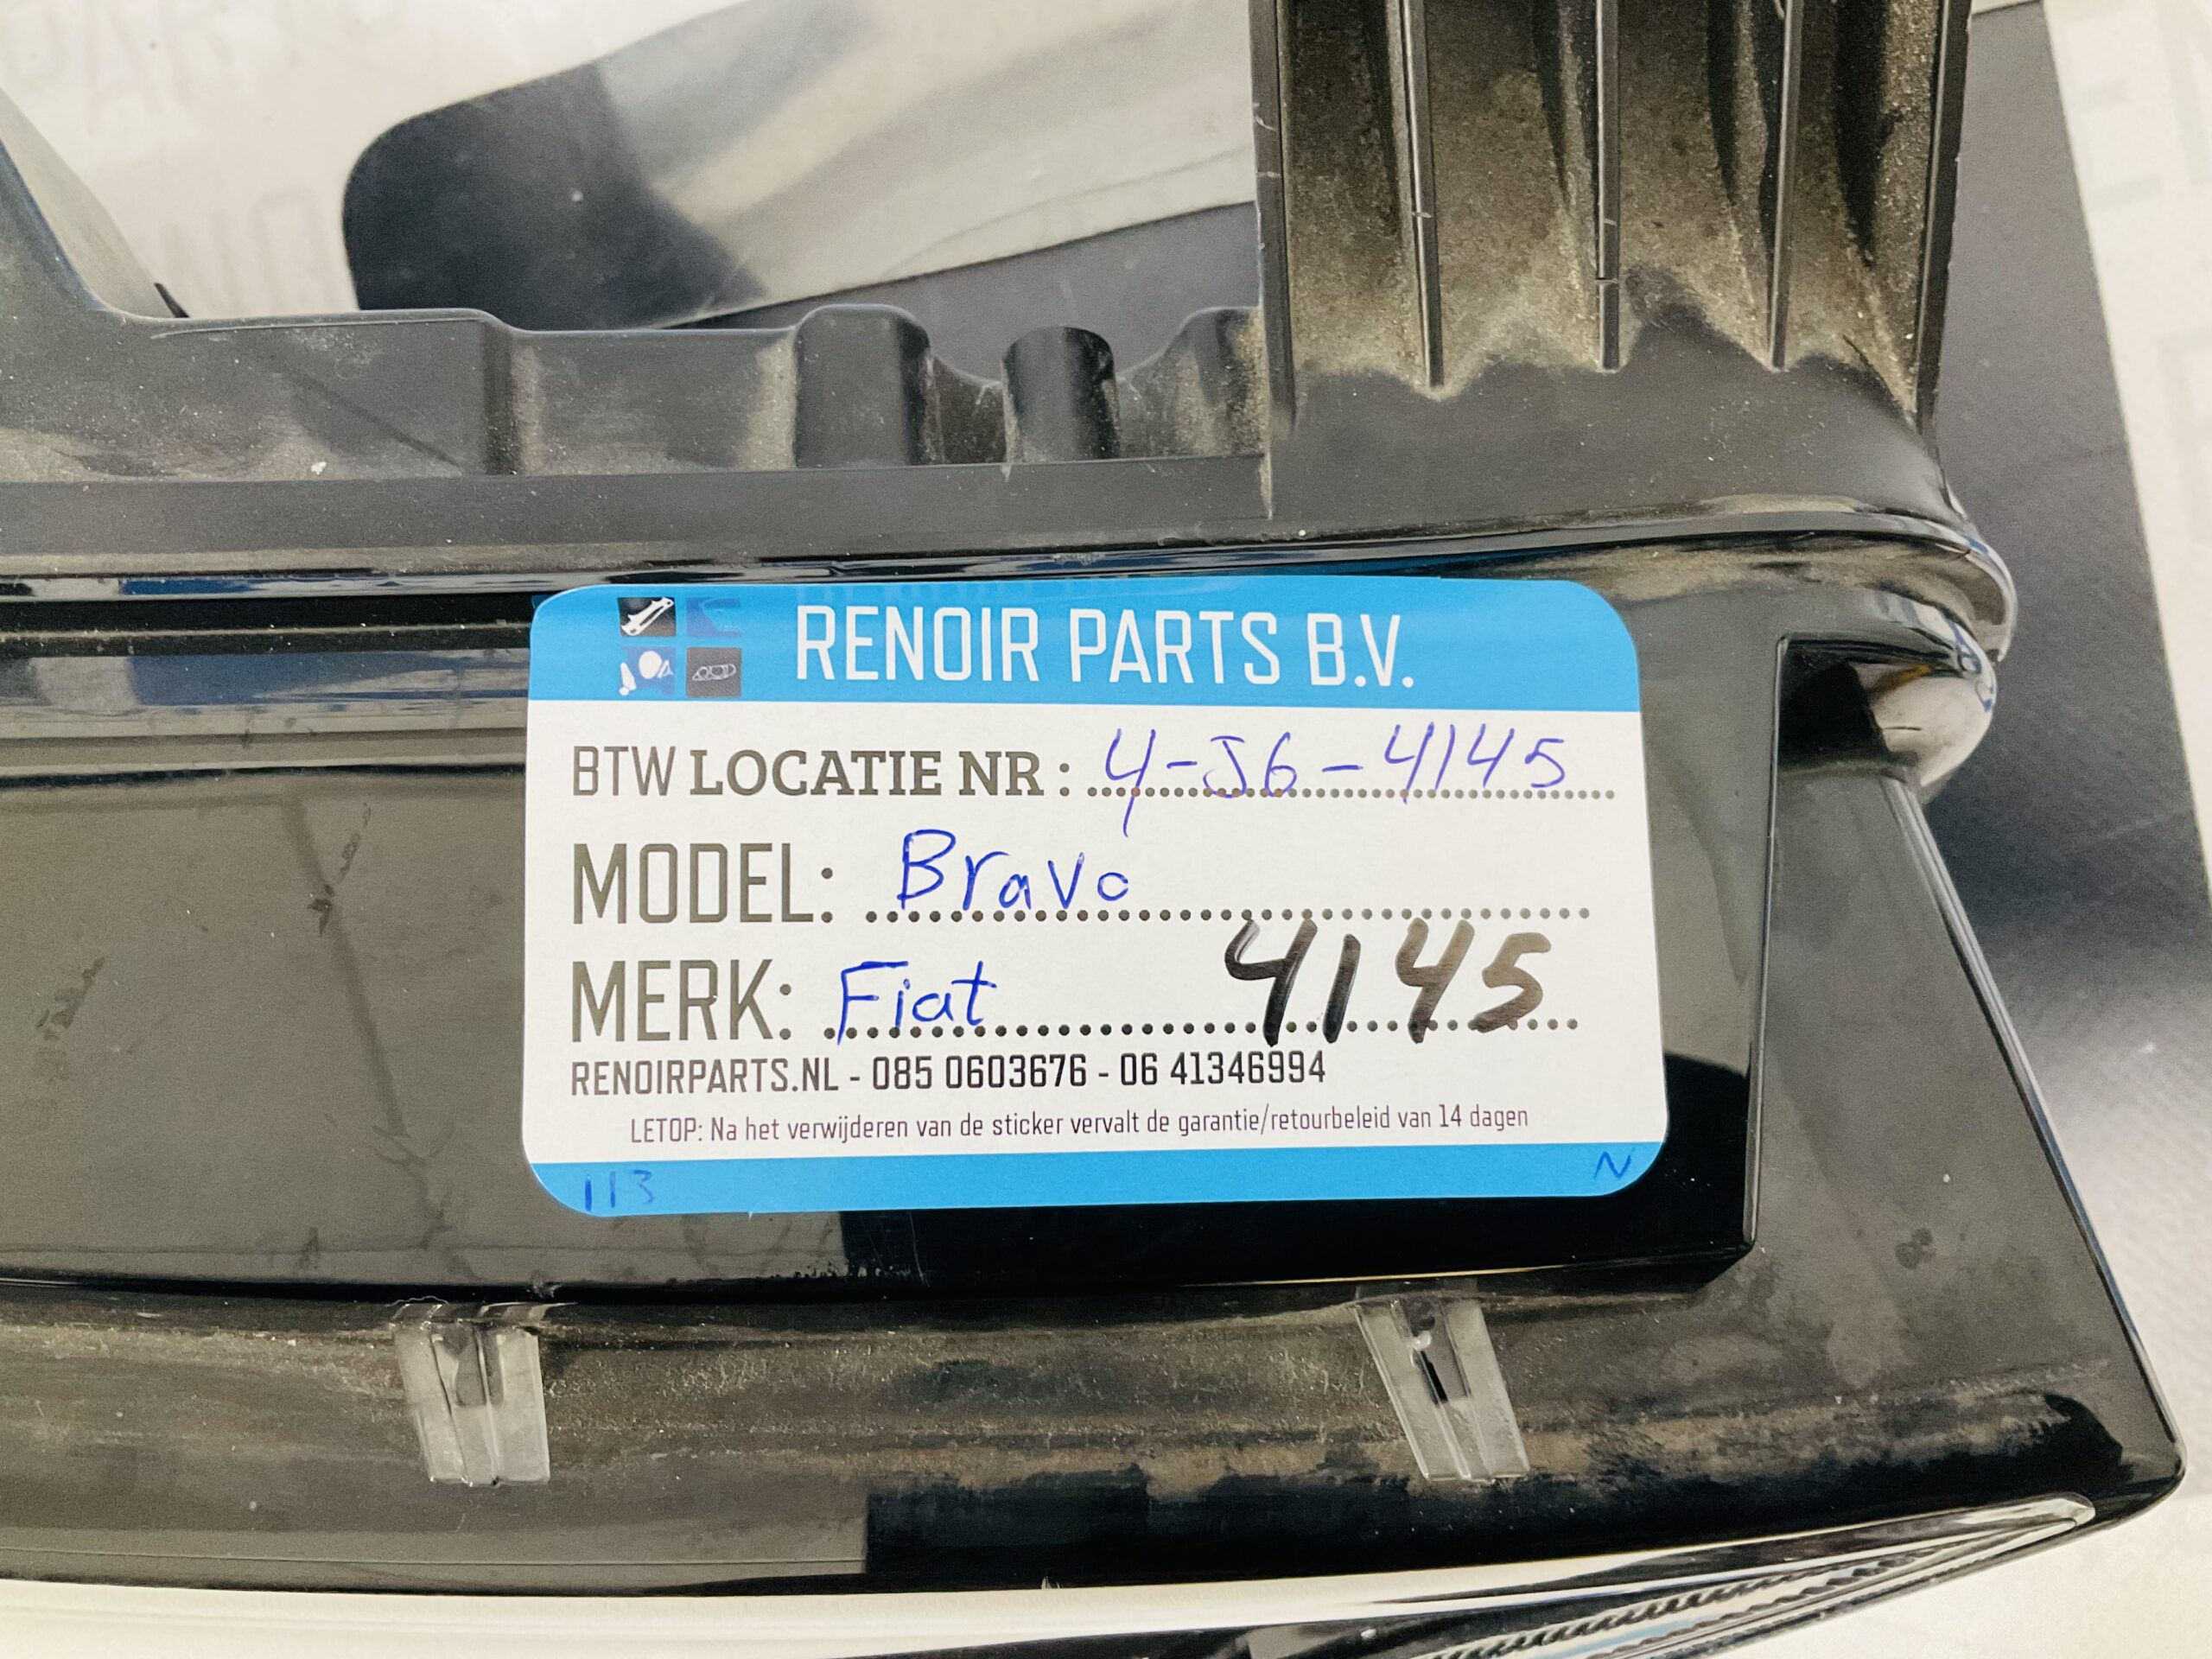 RENOIR PARTS B.V.
BTW LOCATIE NR : 4-J6-4145
MODEL: Bravo
MERK: Fiat 4145
RENOIRPARTS.NL - 085 0603676 - 06 41346994
LETOP: Na het verwijderen van de sticker vervalt de garantie/retourbeleid van 14 dagen
113 N